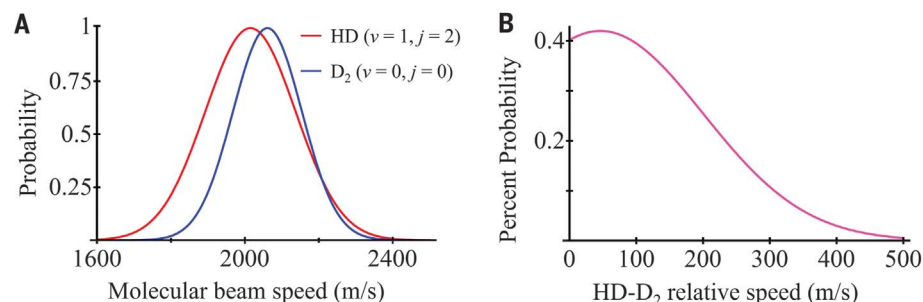 A
B
1
0.75
0.5
0.25
Probability
HD (v = 1, j = 2)
D₂ (v = 0, j = 0)
1600
2000
2400
Molecular beam speed (m/s)
0.4
0.2
Percent Probability
0
100
200
300
400
500
HD-D₂ relative speed (m/s)